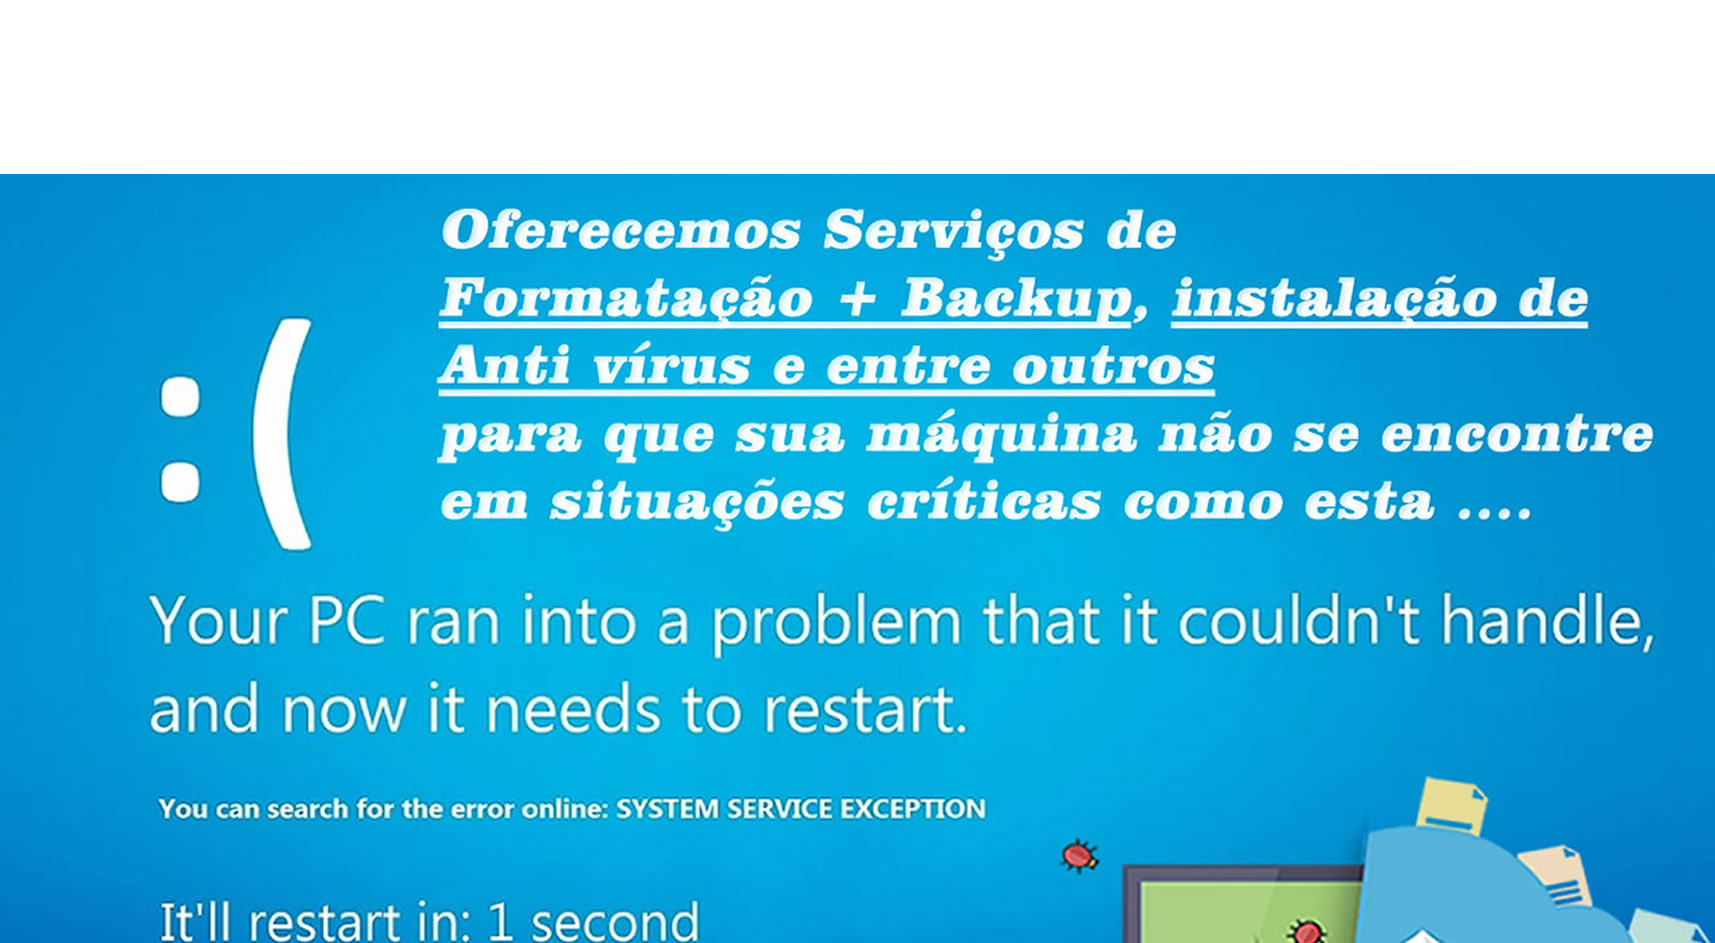 Oferecemos Serviços de
Formatação + Backup, instalação de
Anti vírus e entre outros
para que sua máquina não se encontre
em situações críticas como esta ....
:(
Your PC ran into a problem that it couldn't handle,
and now it needs to restart.
You can search for the error online: SYSTEM SERVICE EXCEPTION
It'll restart in: 1 second